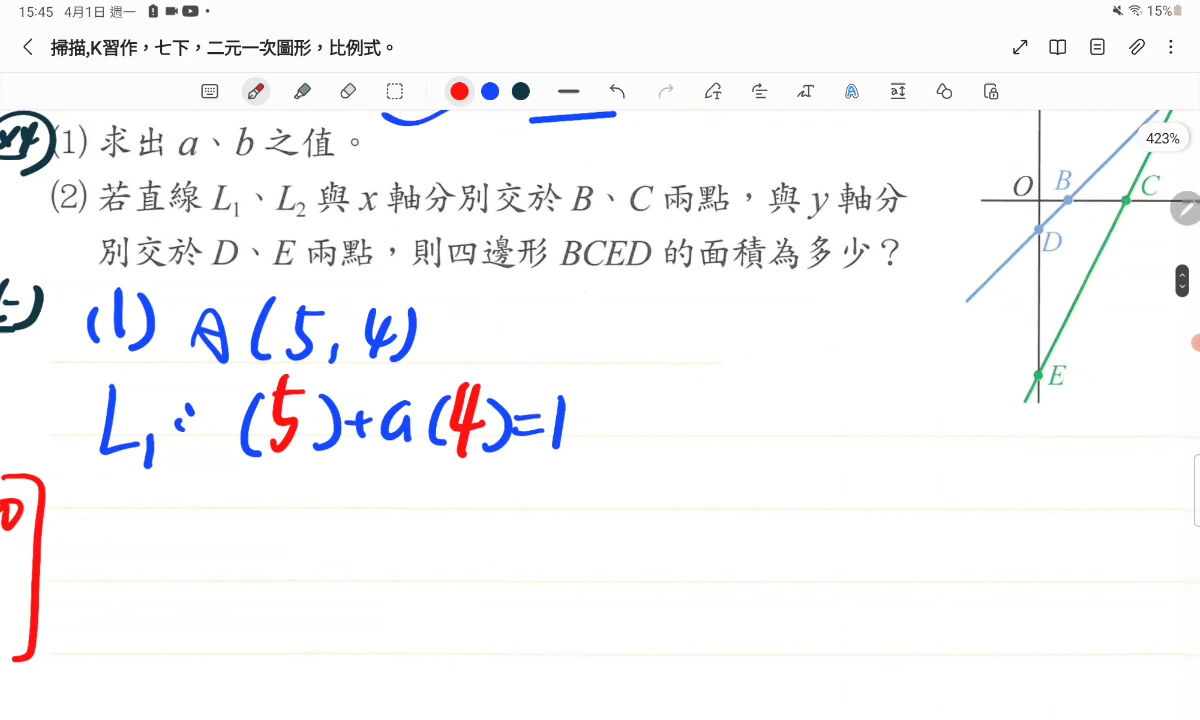 15:45 4月1日 週一 15%
掃描,K習作，七下，二元一次圖形，比例式。
423%
(1) 求出 a、b 之值。
(2) 若直線 L₁、L₂ 與 x 軸分別交於 B、C 兩點，與 y 軸分
別交於 D、E 兩點，則四邊形 BCED 的面積為多少？
O B C
D
E
(1) A(5,4)
L₁: (5)+a(4)=1